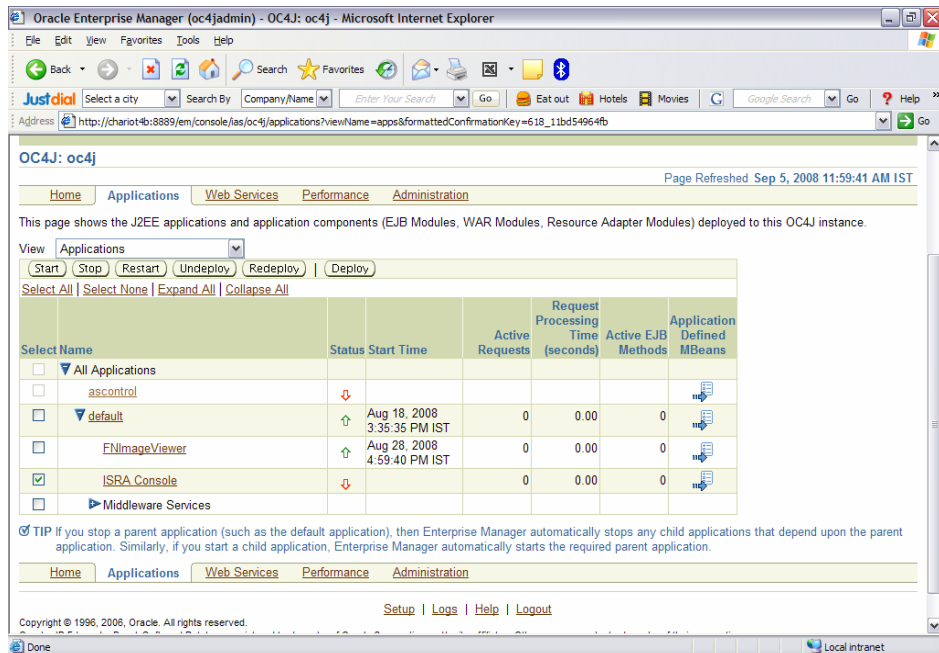 Oracle Enterprise Manager (oc4jadmin) - OC4J: oc4j - Microsoft Internet Explorer
File Edit View Favorites Tools Help
Back Search Favorites
Justdial Select a city Search By Company/Name Enter Your Search Go Eat out Hotels Movies G Google Search Go ? Help »
Address http://chariot4b:8889/em/console/ias/oc4j/applications?viewName=apps&formattedConfirmationKey=618_11bd54964fb Go
OC4J: oc4j
Page Refreshed Sep 5, 2008 11:59:41 AM IST
Home Applications Web Services Performance Administration
This page shows the J2EE applications and application components (EJB Modules, WAR Modules, Resource Adapter Modules) deployed to this OC4J instance.
View Applications
Start Stop Restart Undeploy Redeploy | Deploy
Select All | Select None | Expand All | Collapse All
Select Name Status Start Time Active Requests Request Processing Time (seconds) Active EJB Methods Application Defined MBeans
All Applications
ascontrol
default Aug 18, 2008 3:35:35 PM IST 0 0.00 0
FNImageViewer Aug 28, 2008 4:59:40 PM IST 0 0.00 0
ISRA Console 0 0.00 0
Middleware Services
TIP If you stop a parent application (such as the default application), then Enterprise Manager automatically stops any child applications that depend upon the parent
application. Similarly, if you start a child application, Enterprise Manager automatically starts the required parent application.
Home Applications Web Services Performance Administration
Setup | Logs | Help | Logout
Copyright © 1996, 2006, Oracle. All rights reserved.
Done Local intranet